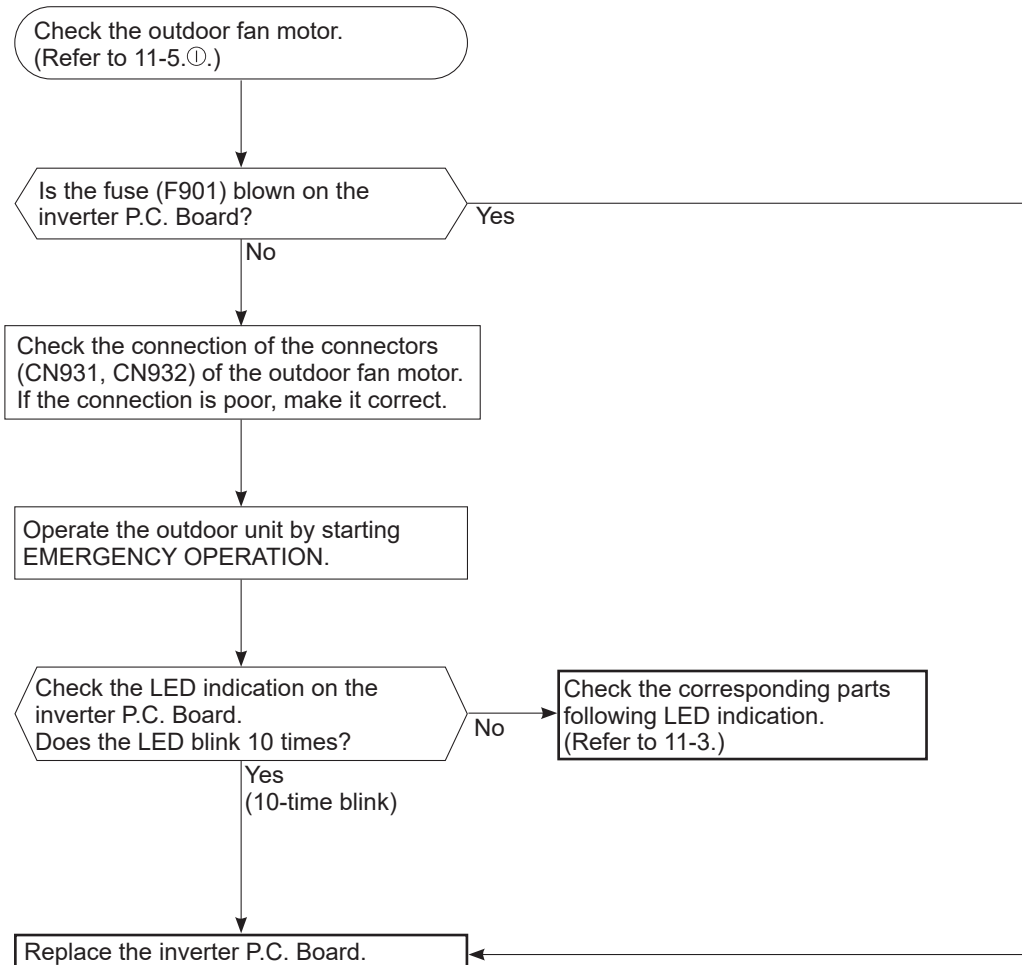 Check the outdoor fan motor.
(Refer to 11-5.Ⓘ.)
Is the fuse (F901) blown on the
inverter P.C. Board?
Yes
No
Check the connection of the connectors
(CN931, CN932) of the outdoor fan motor.
If the connection is poor, make it correct.
Operate the outdoor unit by starting
EMERGENCY OPERATION.
Check the LED indication on the
inverter P.C. Board.
Does the LED blink 10 times?
No
Check the corresponding parts
following LED indication.
(Refer to 11-3.)
Yes
(10-time blink)
Replace the inverter P.C. Board.